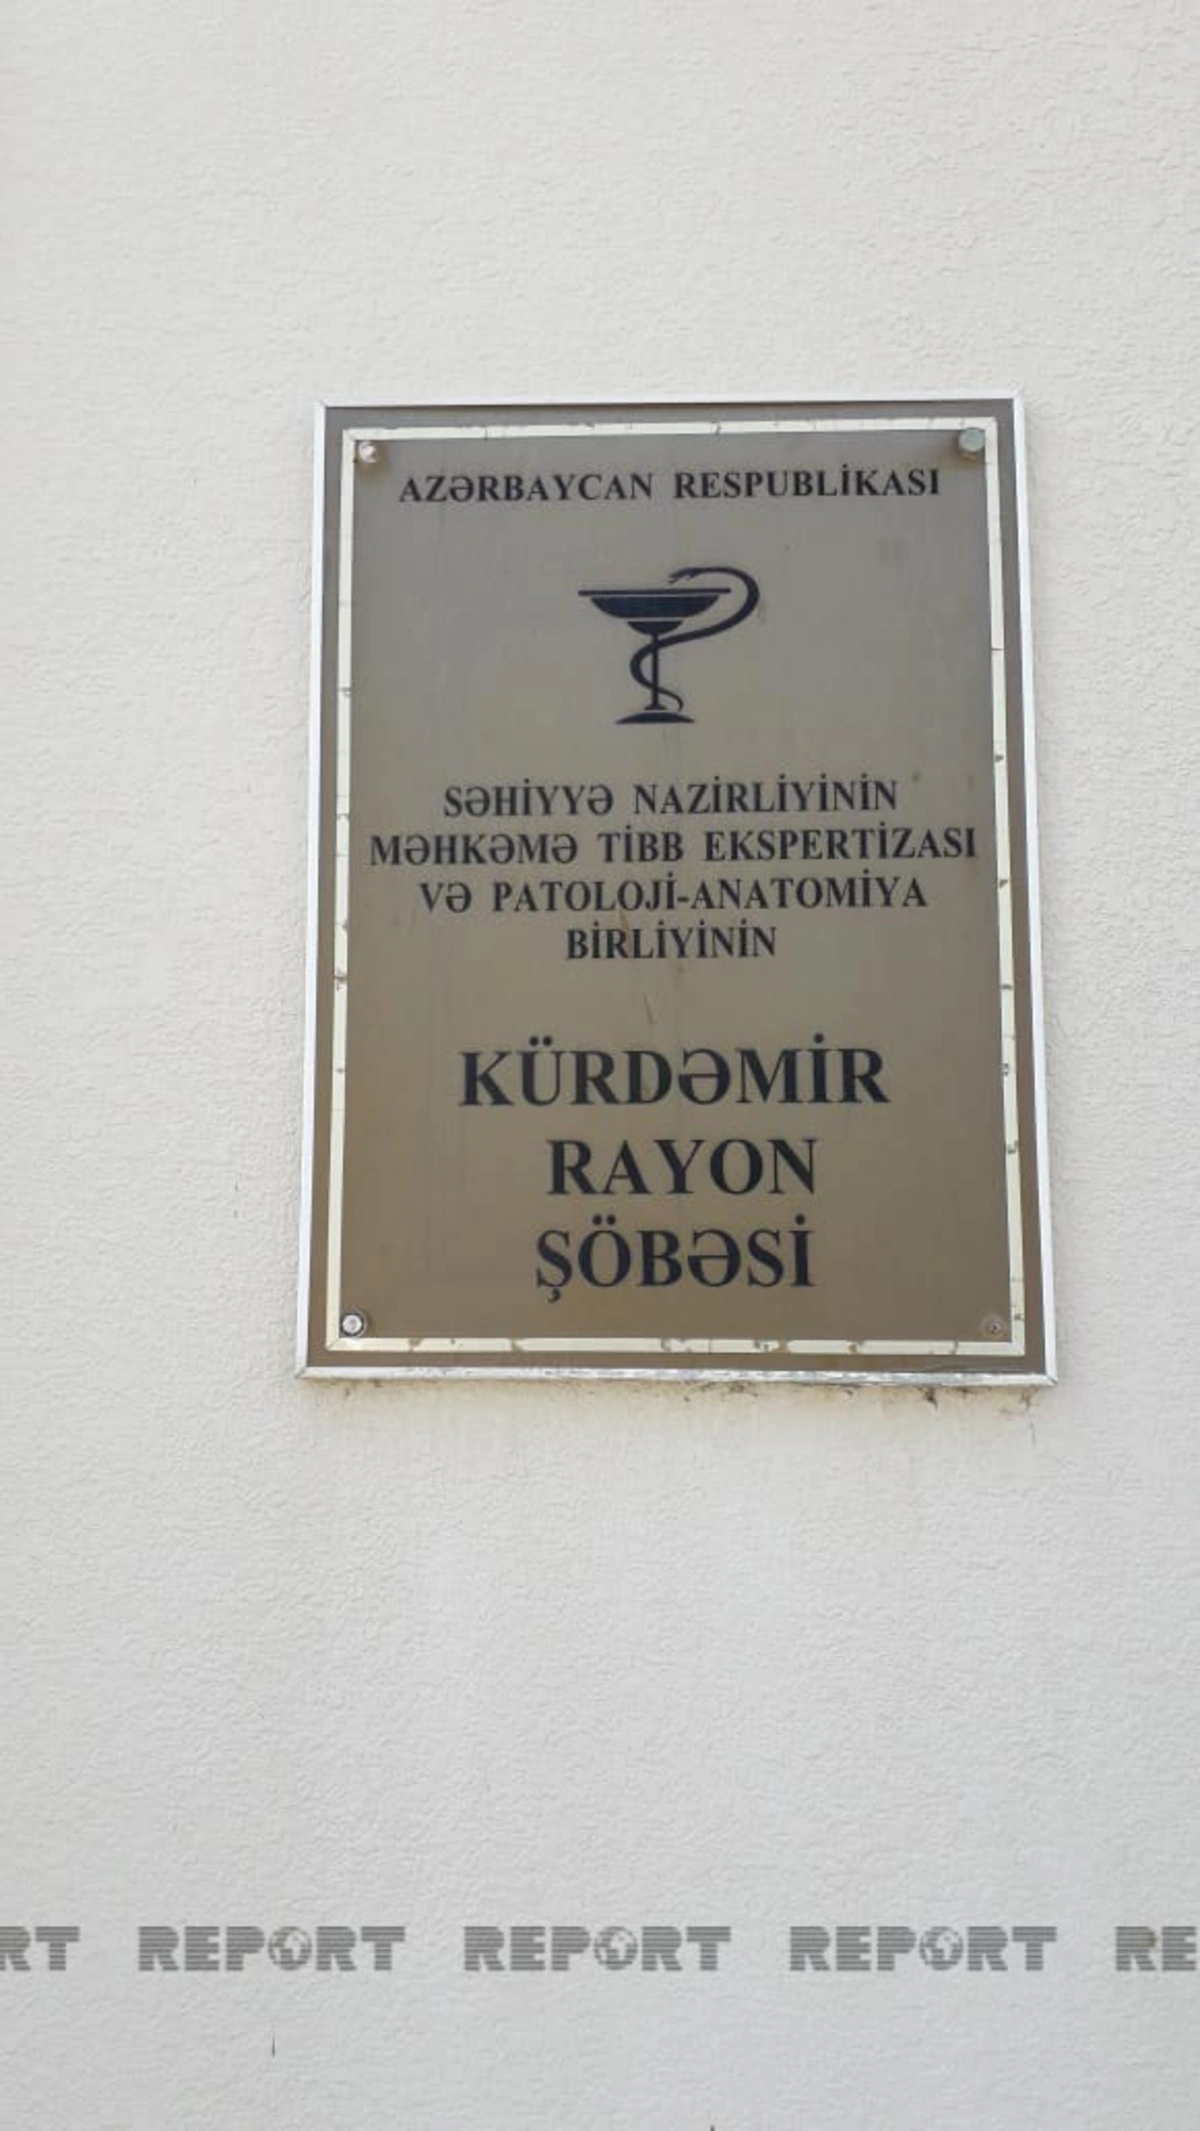 AZƏRBAYCAN RESPUBLİKASI
SƏHİYYƏ NAZİRLİYİNİN
MƏHKƏMƏ TİBB EKSPERTİZASI
VƏ PATOLOJİ-ANATOMİYA
BİRLİYİNİN
KÜRDƏMİR
RAYON
ŞÖBƏSİ
RT REPORT REPORT REPORT RE